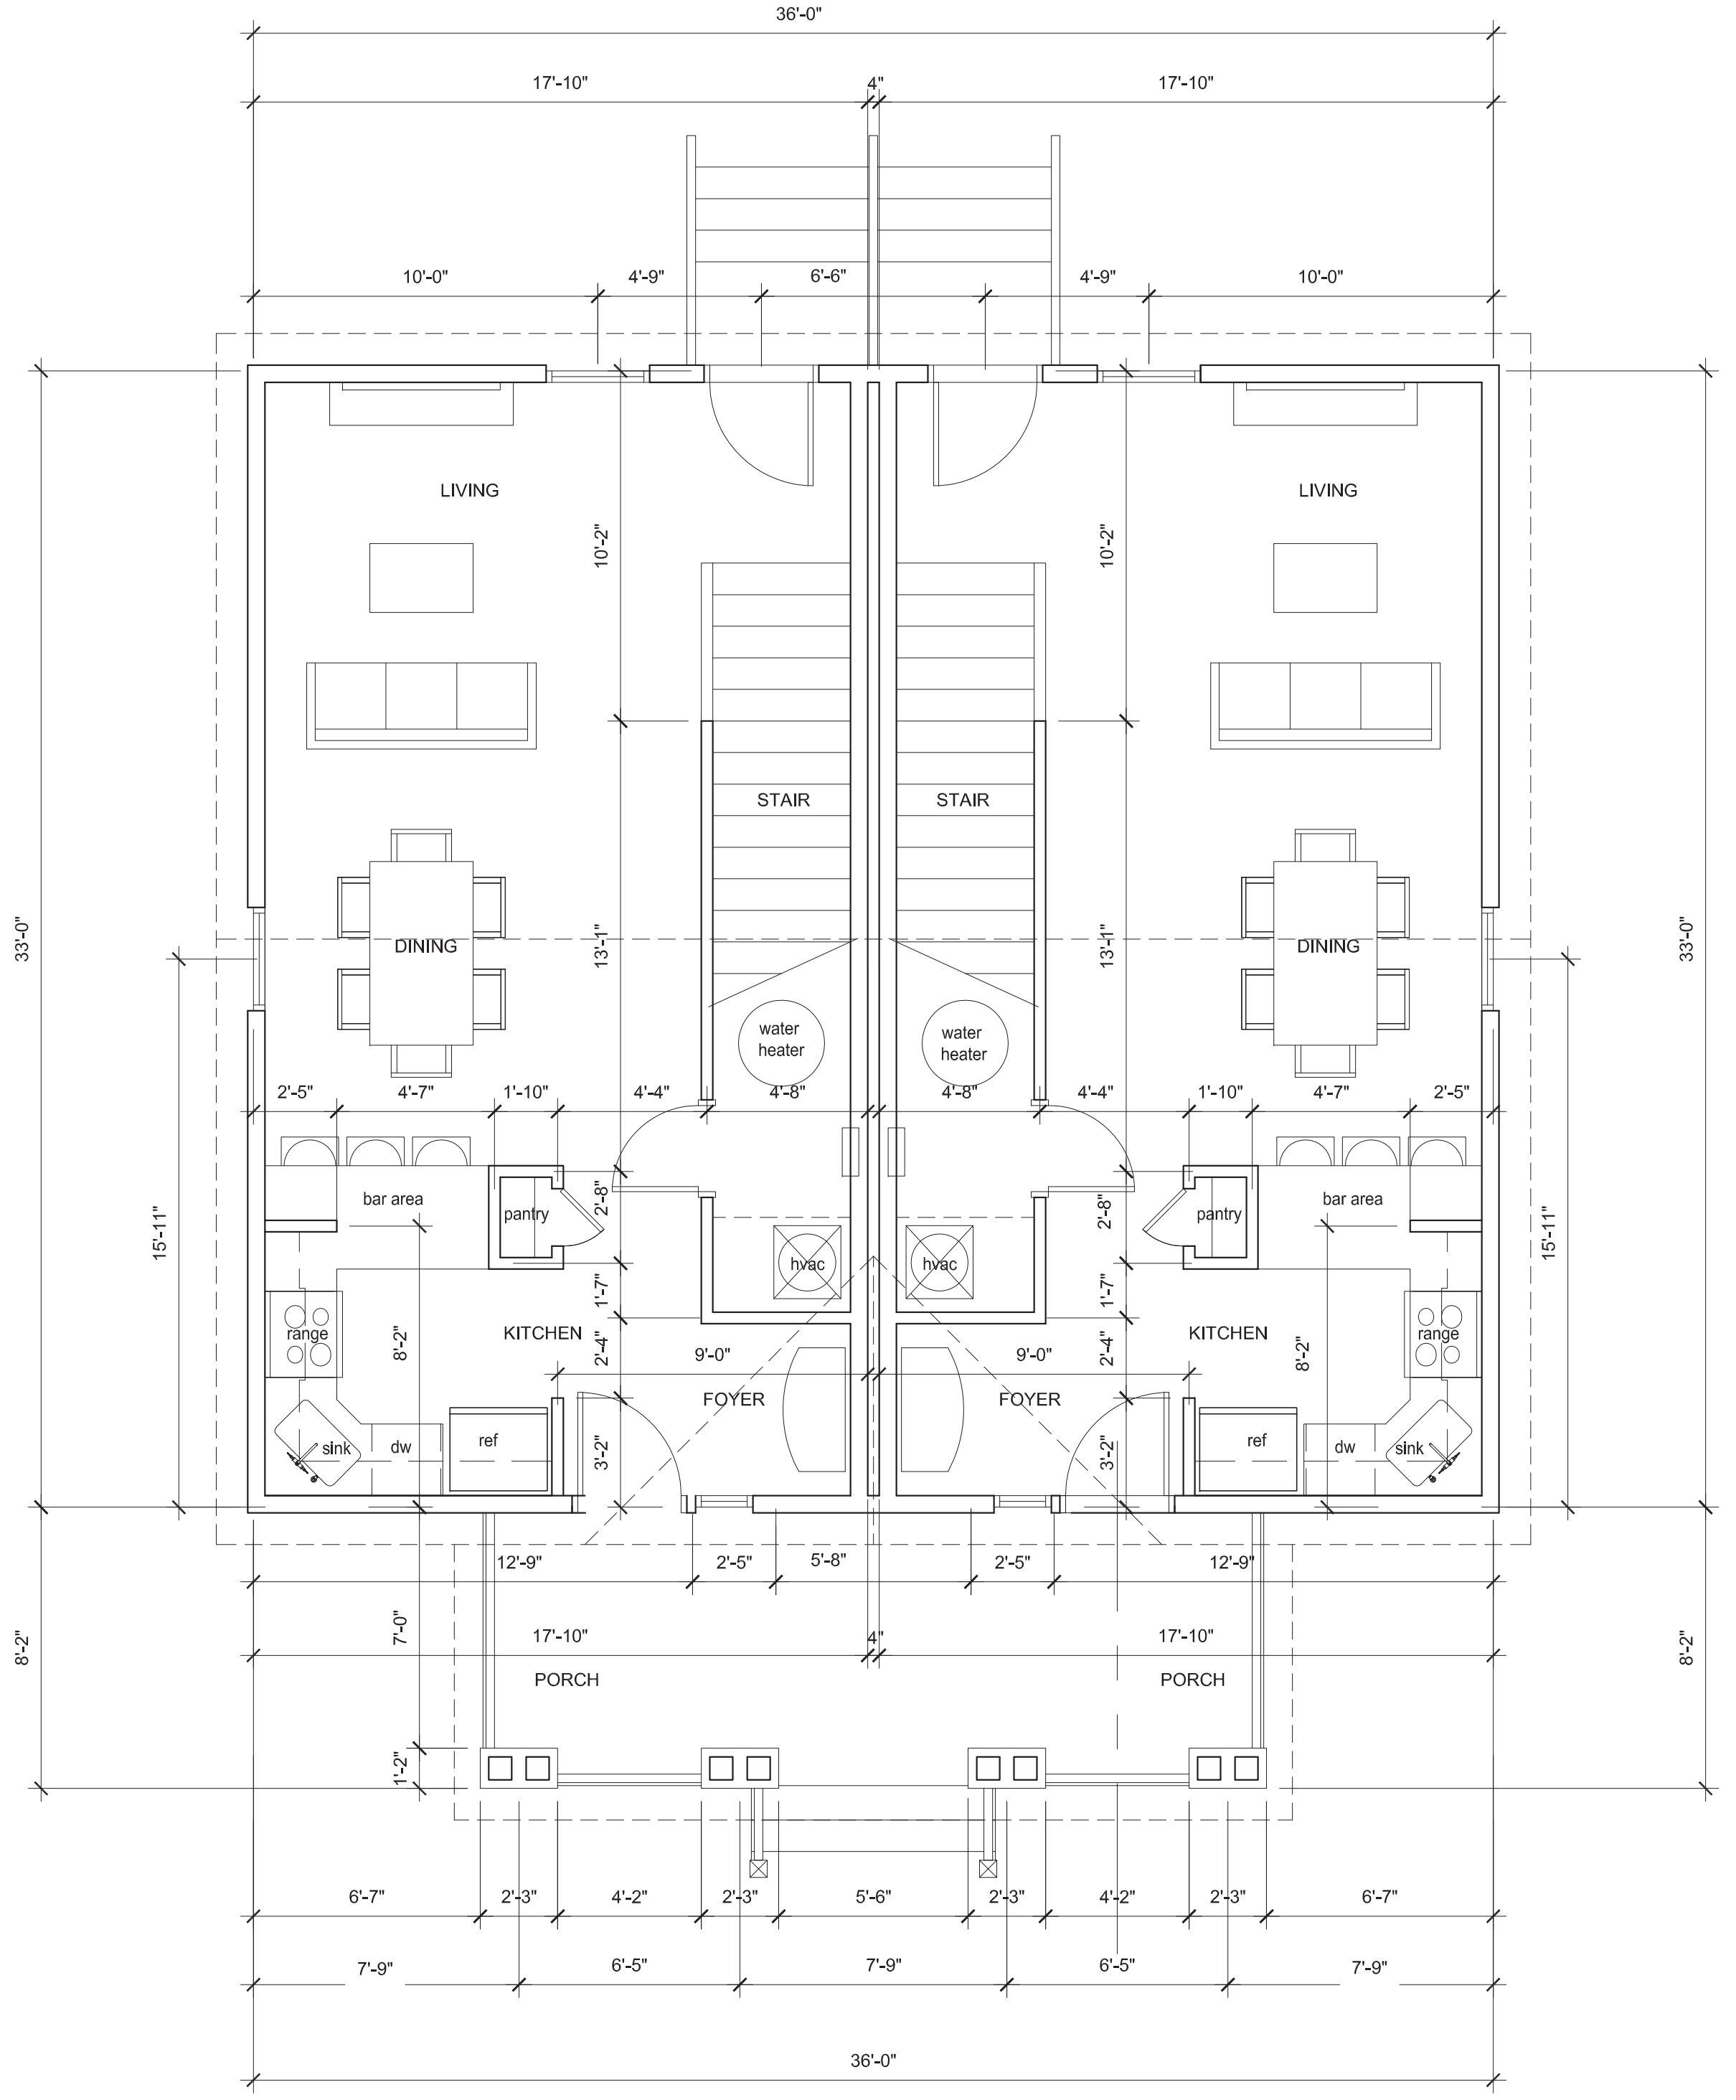 36'-0"
17'-10" 4" 17'-10"
10'-0" 4'-9" 6'-6" 4'-9" 10'-0"
LIVING LIVING
10'-2" 10'-2"
STAIR STAIR
33'-0" DINING 13'-1" 13'-1" DINING 33'-0"
water water
heater heater
2'-5" 4'-7" 1'-10" 4'-4" 4'-8" 4'-8" 4'-4" 1'-10" 4'-7" 2'-5"
bar area 2'-8" 2'-8" bar area
pantry pantry
15'-11" 15'-11"
hvac hvac
1'-7" 1'-7"
range KITCHEN KITCHEN range
8'-2" 2'-4" 9'-0" 9'-0" 2'-4" 8'-2"
FOYER FOYER
sink dw ref 3'-2" 3'-2" ref dw sink
12'-9" 2'-5" 5'-8" 2'-5" 12'-9"
8'-2" 7'-0" 17'-10" 4" 17'-10" 8'-2"
PORCH PORCH
1'-2"
6'-7" 2'-3" 4'-2" 2'-3" 5'-6" 2'-3" 4'-2" 2'-3" 6'-7"
7'-9" 6'-5" 7'-9" 6'-5" 7'-9"
36'-0"